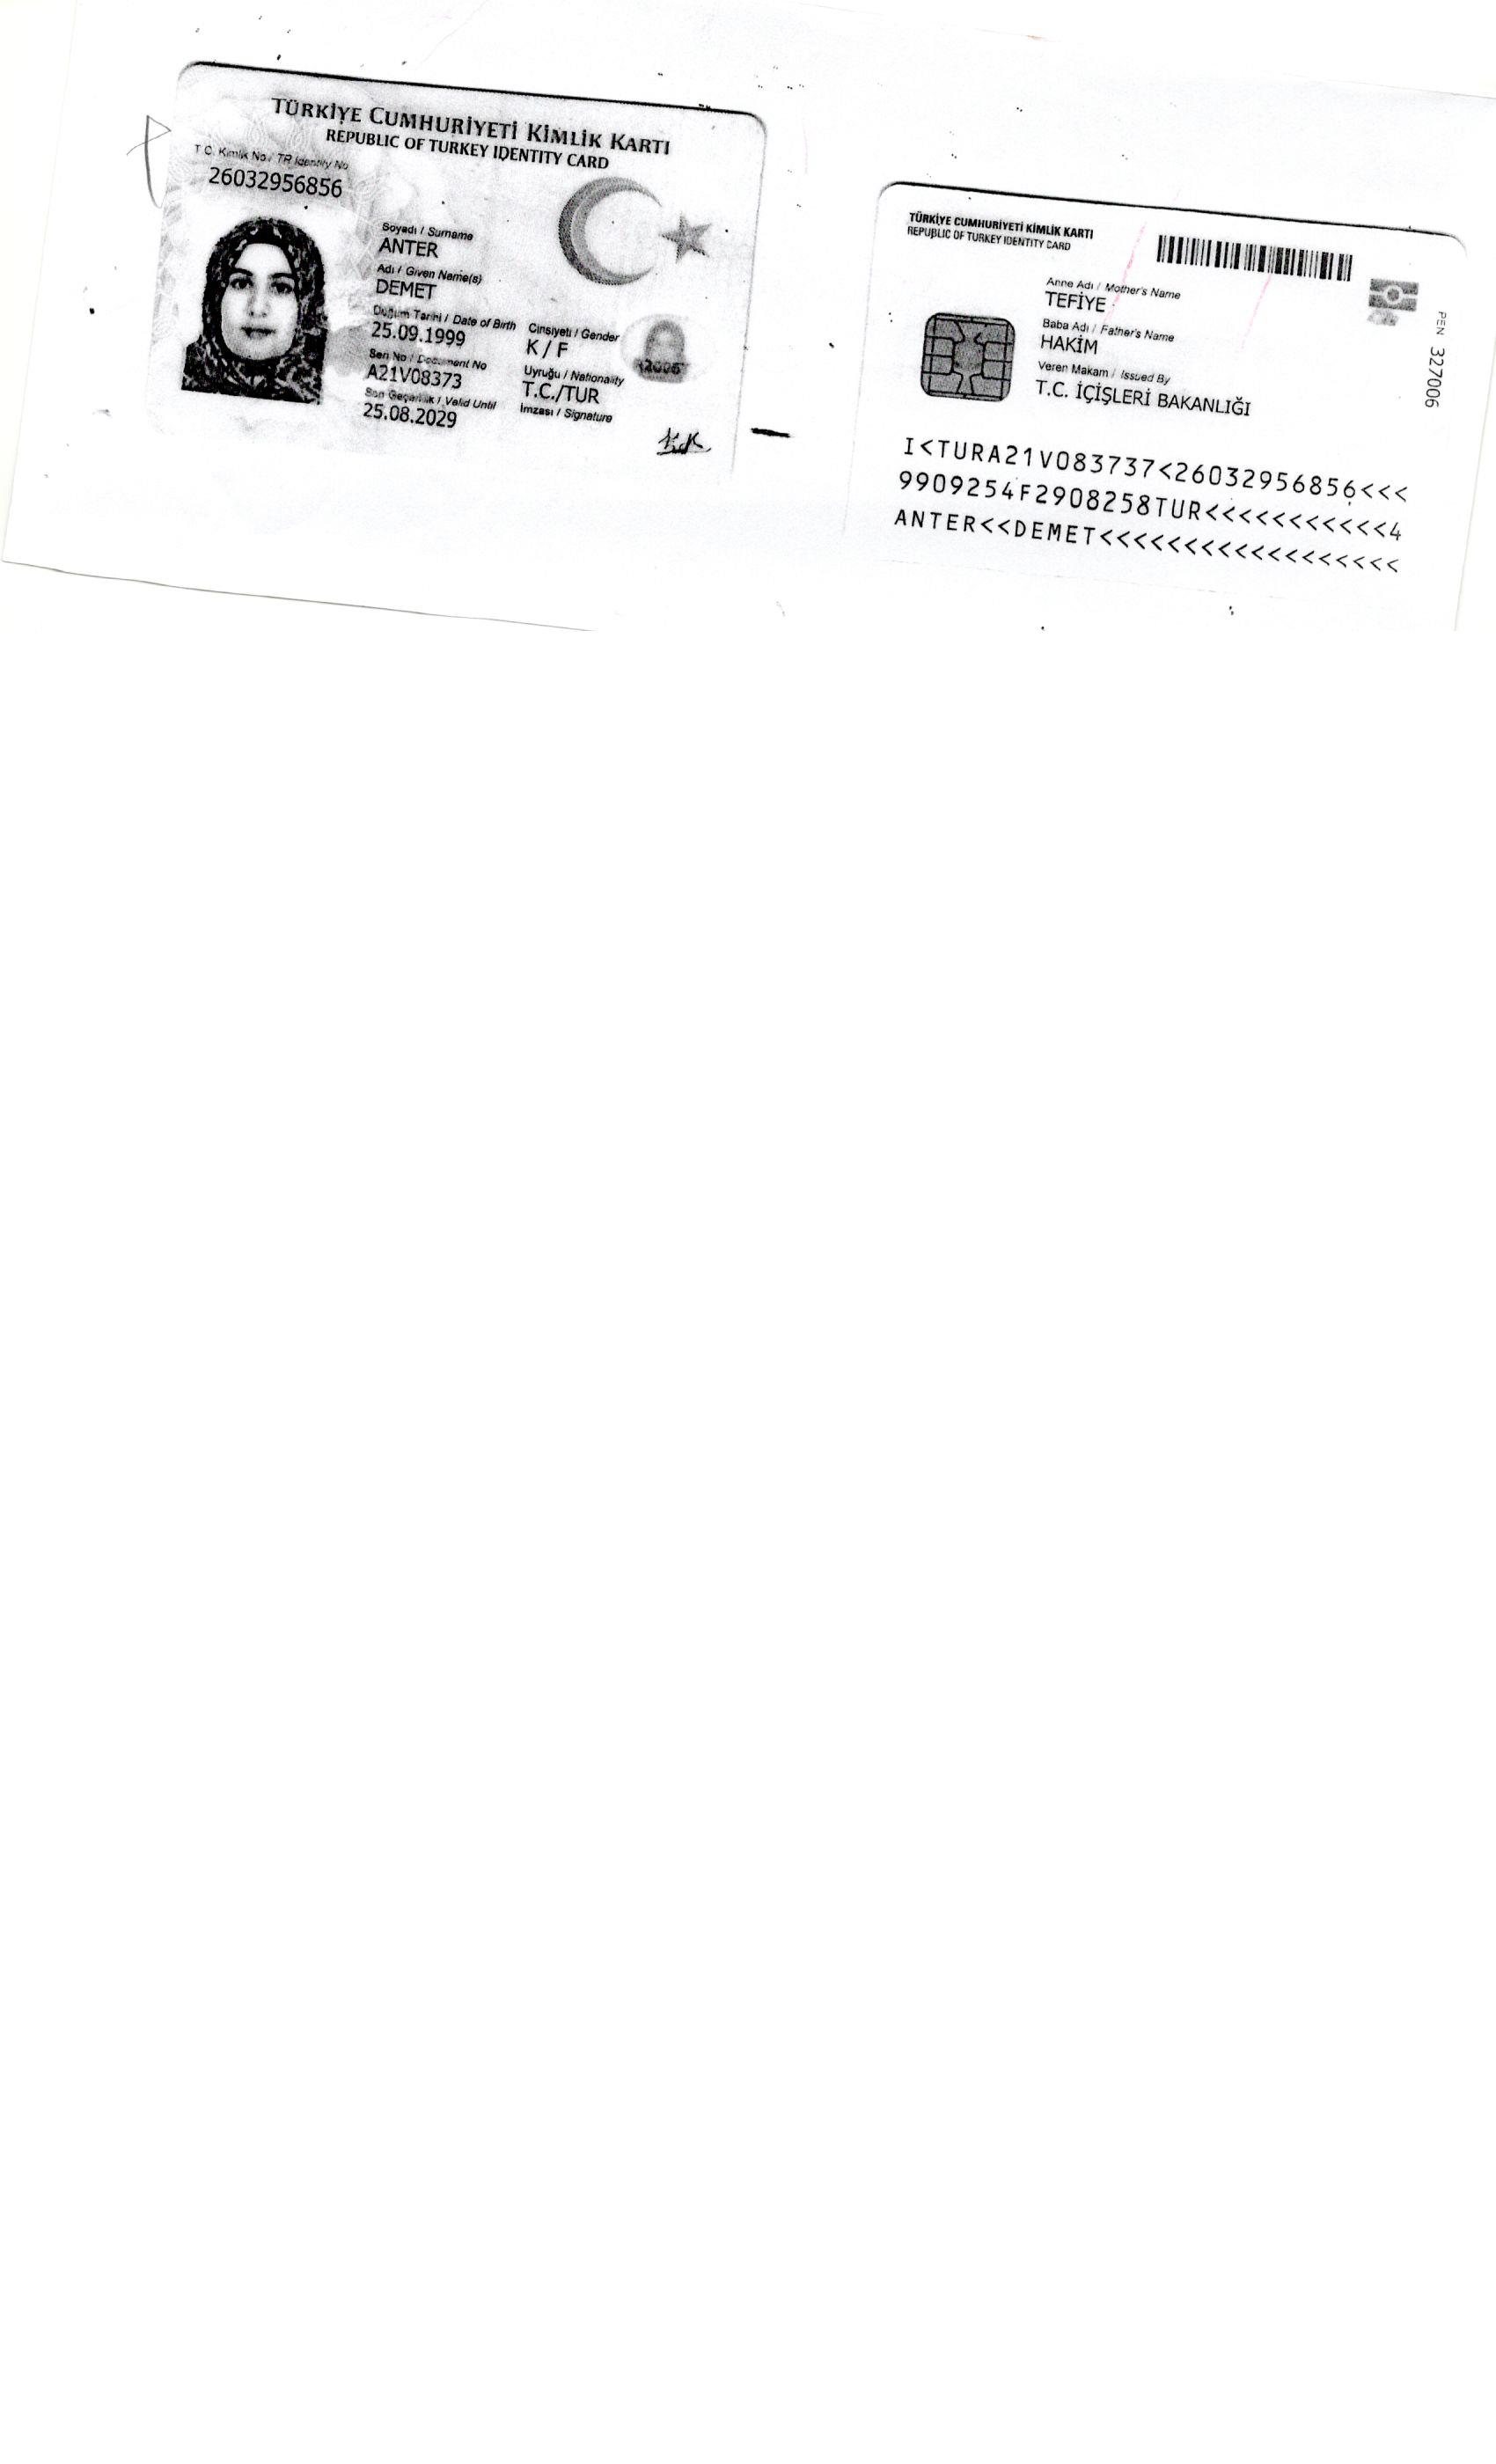 TÜRKİYE CUMHURİYETİ KİMLİK KARTI
REPUBLIC OF TURKEY IDENTITY CARD
T.C. Kimlik No / TR Identity No
26032956856
Soyadı / Surname
ANTER
Adı / Given Name(s)
DEMET
Doğum Tarihi / Date of Birth
25.09.1999
Cinsiyeti / Gender
K / F
Seri No / Document No
A21V08373
Uyruğu / Nationality
T.C./TUR
Son Geçerlilik / Valid Until
25.08.2029
İmzası / Signature
TÜRKİYE CUMHURİYETİ KİMLİK KARTI
REPUBLIC OF TURKEY IDENTITY CARD
Anne Adı / Mother's Name
TEFİYE
Baba Adı / Father's Name
HAKİM
Veren Makam / Issued By
T.C. İÇİŞLERİ BAKANLIĞI
PEN 327006
I<TURA21V083737<26032956856<<<
9909254F2908258TUR<<<<<<<<<<<4
ANTER<<DEMET<<<<<<<<<<<<<<<<<<